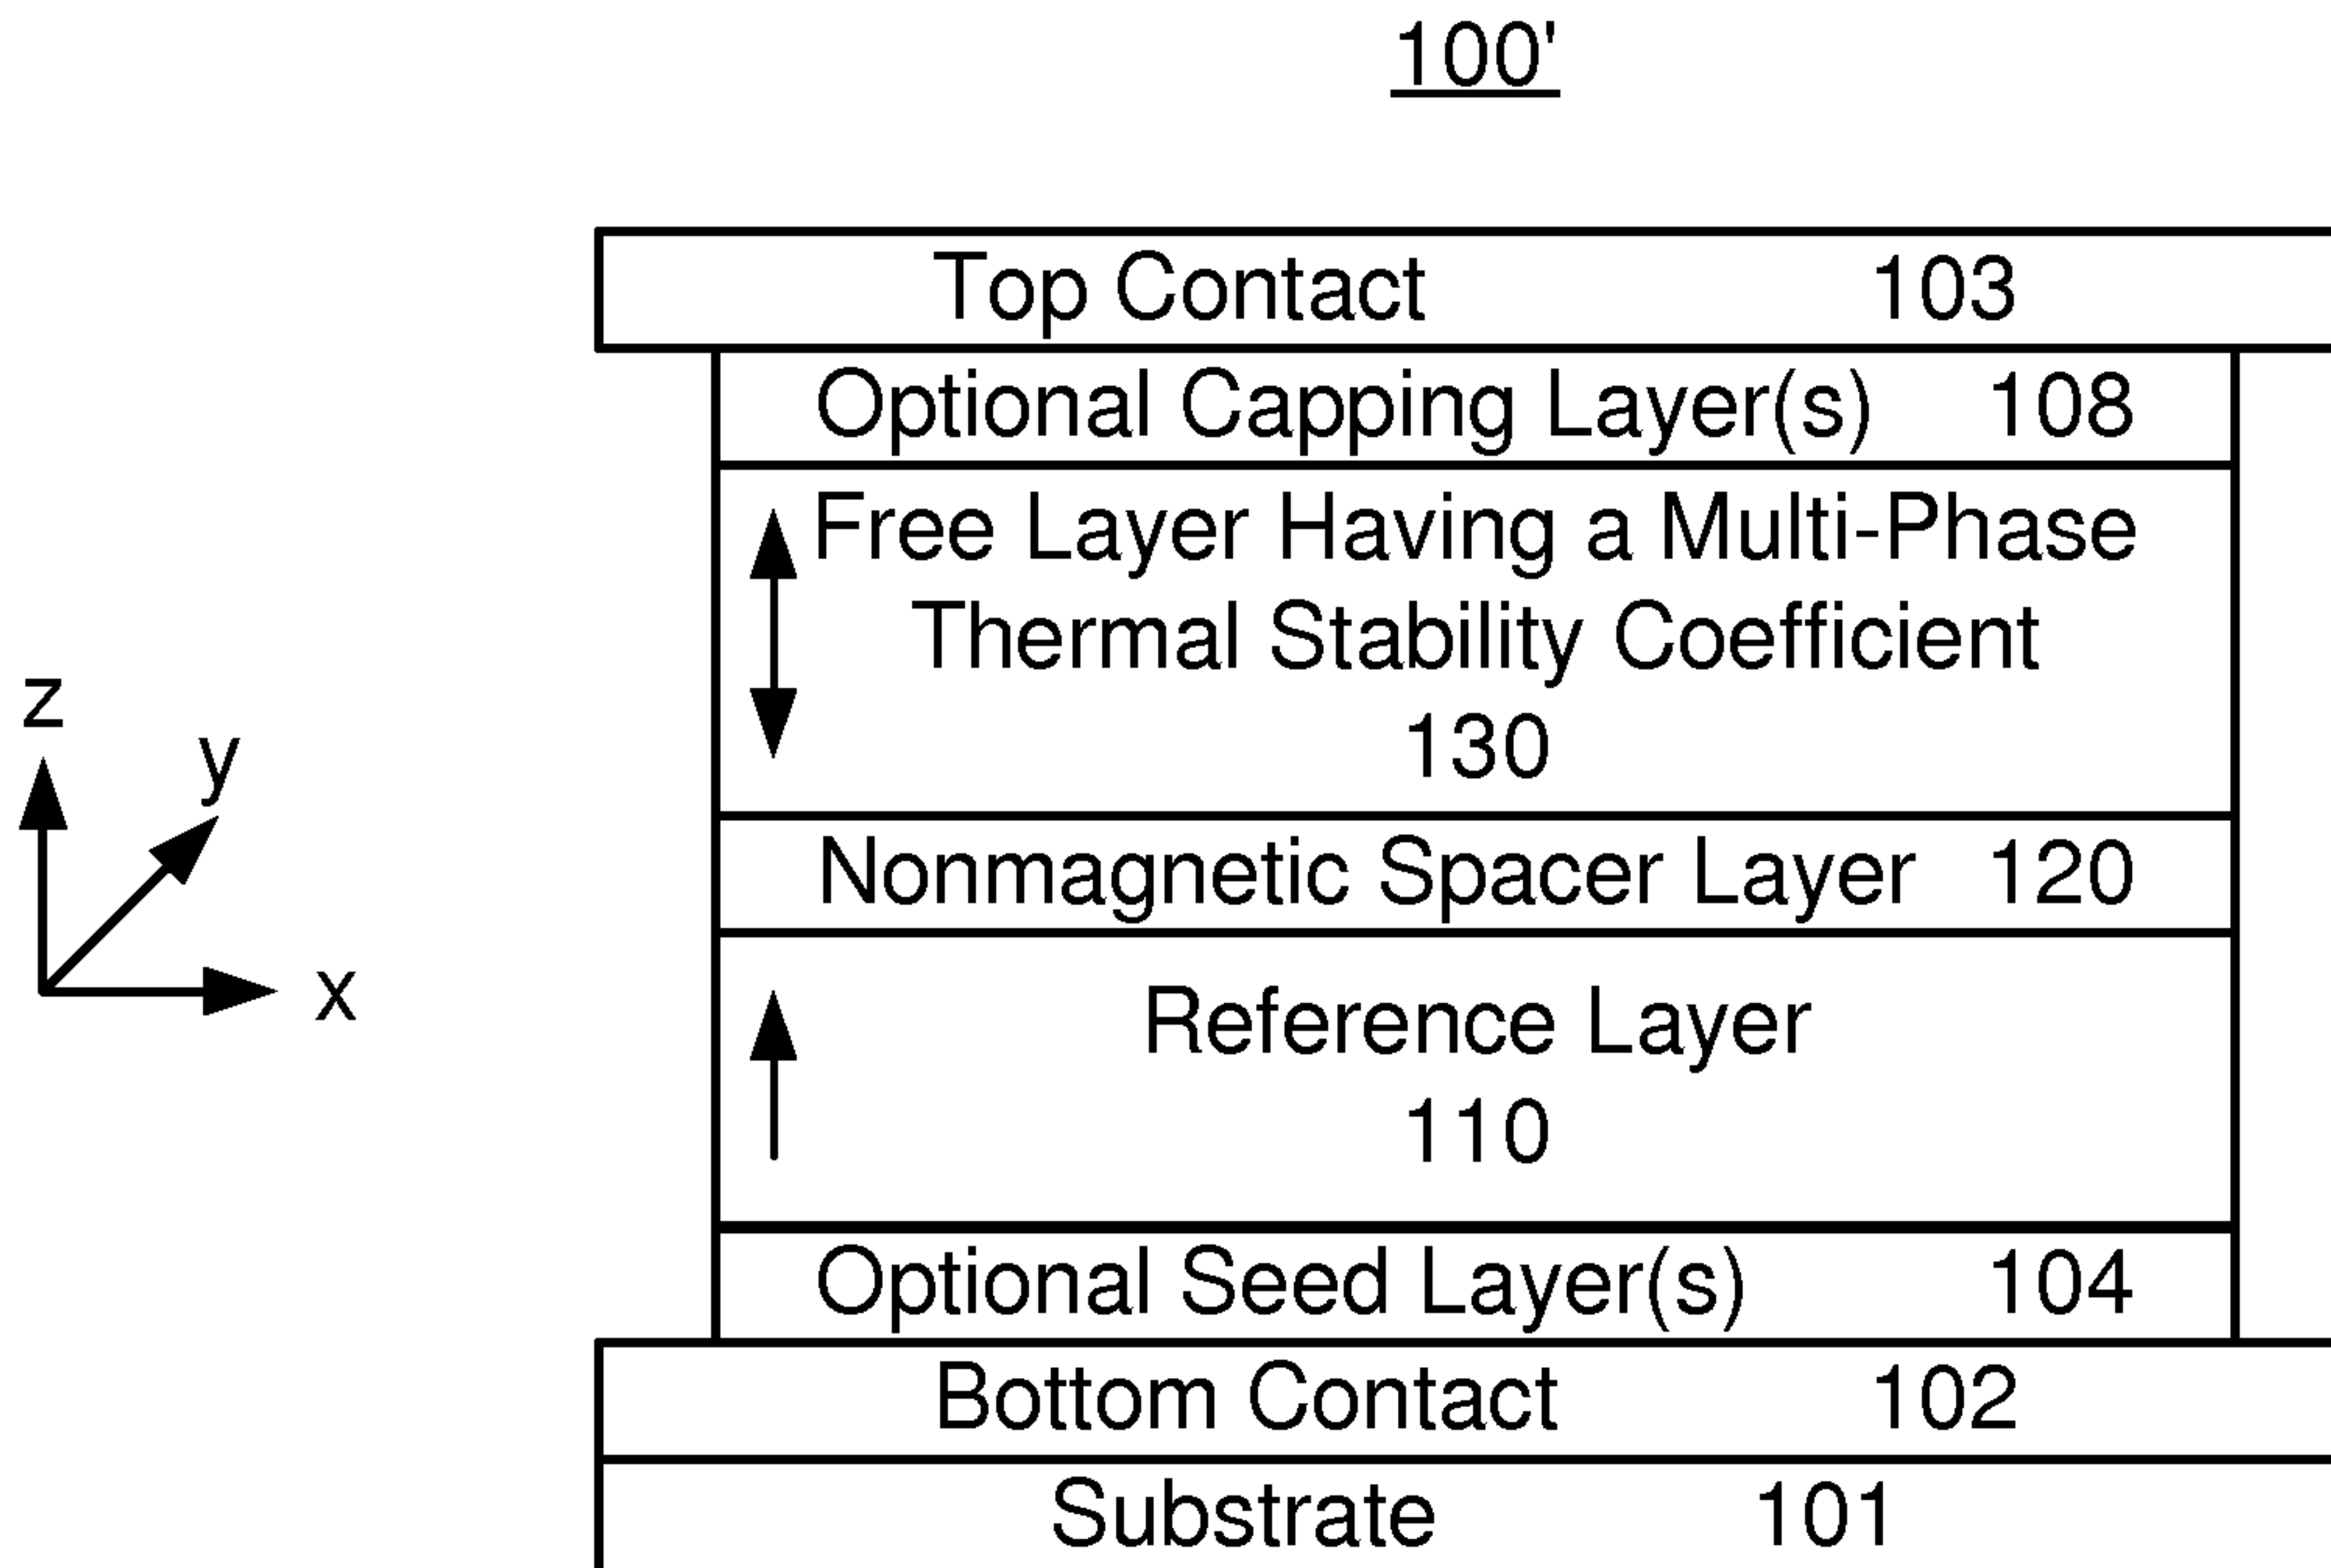 100'
Top Contact 103
Optional Capping Layer(s) 108
Free Layer Having a Multi-Phase
Thermal Stability Coefficient
130
Nonmagnetic Spacer Layer 120
Reference Layer
110
Optional Seed Layer(s) 104
Bottom Contact 102
Substrate 101
z
y
x